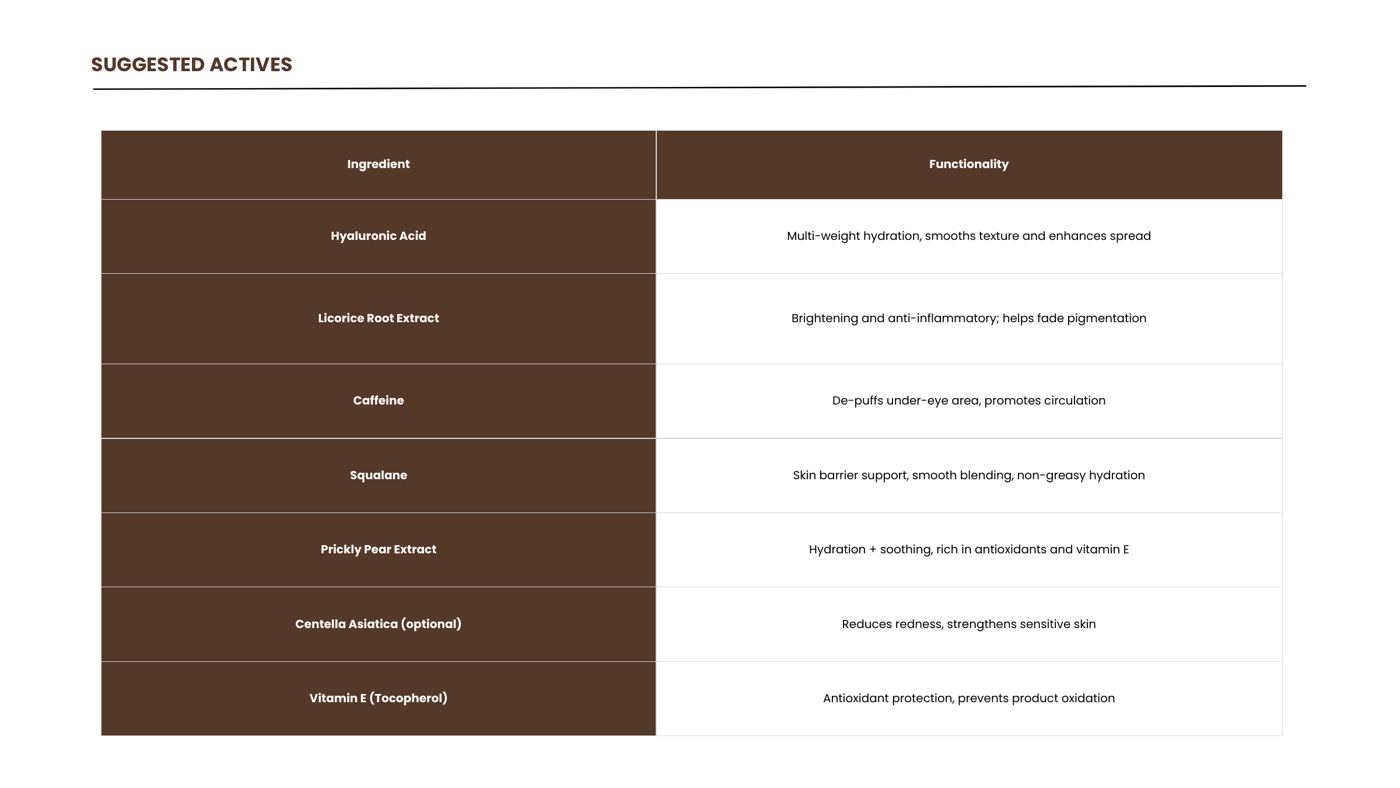 SUGGESTED ACTIVES
Ingredient
Functionality
Hyaluronic Acid
Multi-weight hydration, smooths texture and enhances spread
Licorice Root Extract
Brightening and anti-inflammatory; helps fade pigmentation
Caffeine
De-puffs under-eye area, promotes circulation
Squalane
Skin barrier support, smooth blending, non-greasy hydration
Prickly Pear Extract
Hydration + soothing, rich in antioxidants and vitamin E
Centella Asiatica (optional)
Reduces redness, strengthens sensitive skin
Vitamin E (Tocopherol)
Antioxidant protection, prevents product oxidation